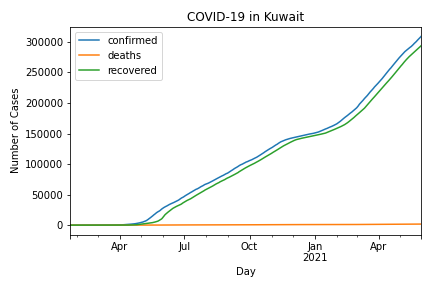 COVID-19 in Kuwait
confirmed
deaths
recovered
Number of Cases
300000
250000
200000
150000
100000
50000
0
Apr Jul Oct Jan Apr
2021
Day